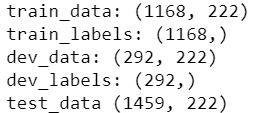 train_data: (1168, 222)
train_labels: (1168,)
dev_data: (292, 222)
dev_labels: (292,)
test_data (1459, 222)